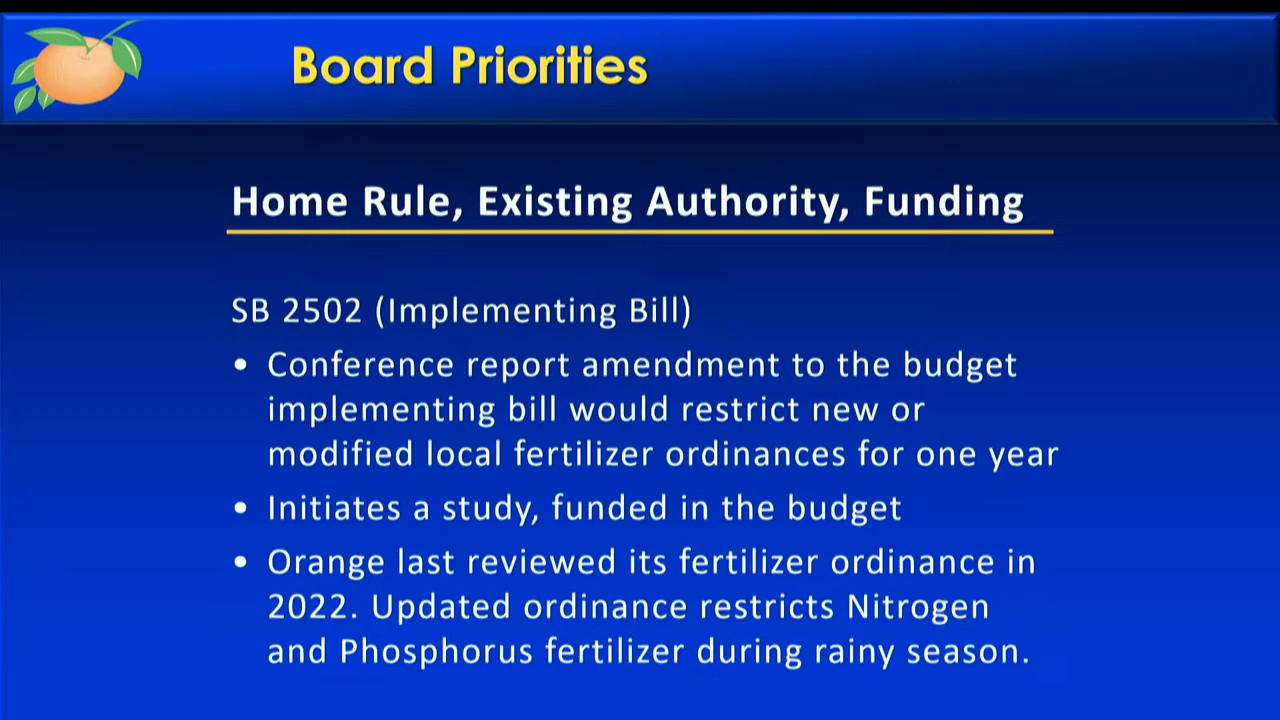 Board Priorities
Home Rule, Existing Authority, Funding
SB 2502 (Implementing Bill)
• Conference report amendment to the budget
implementing bill would restrict new or
modified local fertilizer ordinances for one year
• Initiates a study, funded in the budget
• Orange last reviewed its fertilizer ordinance in
2022. Updated ordinance restricts Nitrogen
and Phosphorus fertilizer during rainy season.